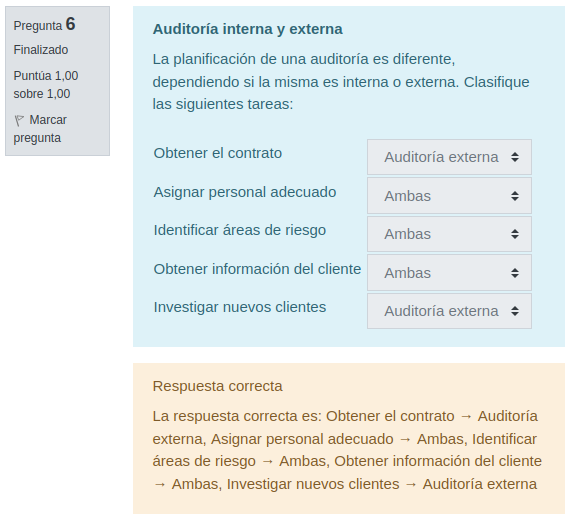 Pregunta 6
Finalizado
Puntúa 1,00
sobre 1,00
Marcar
pregunta
Auditoría interna y externa
La planificación de una auditoría es diferente,
dependiendo si la misma es interna o externa. Clasifique
las siguientes tareas:
Obtener el contrato Auditoría externa
Asignar personal adecuado Ambas
Identificar áreas de riesgo Ambas
Obtener información del cliente Ambas
Investigar nuevos clientes Auditoría externa
Respuesta correcta
La respuesta correcta es: Obtener el contrato → Auditoría
externa, Asignar personal adecuado → Ambas, Identificar
áreas de riesgo → Ambas, Obtener información del cliente
→ Ambas, Investigar nuevos clientes → Auditoría externa